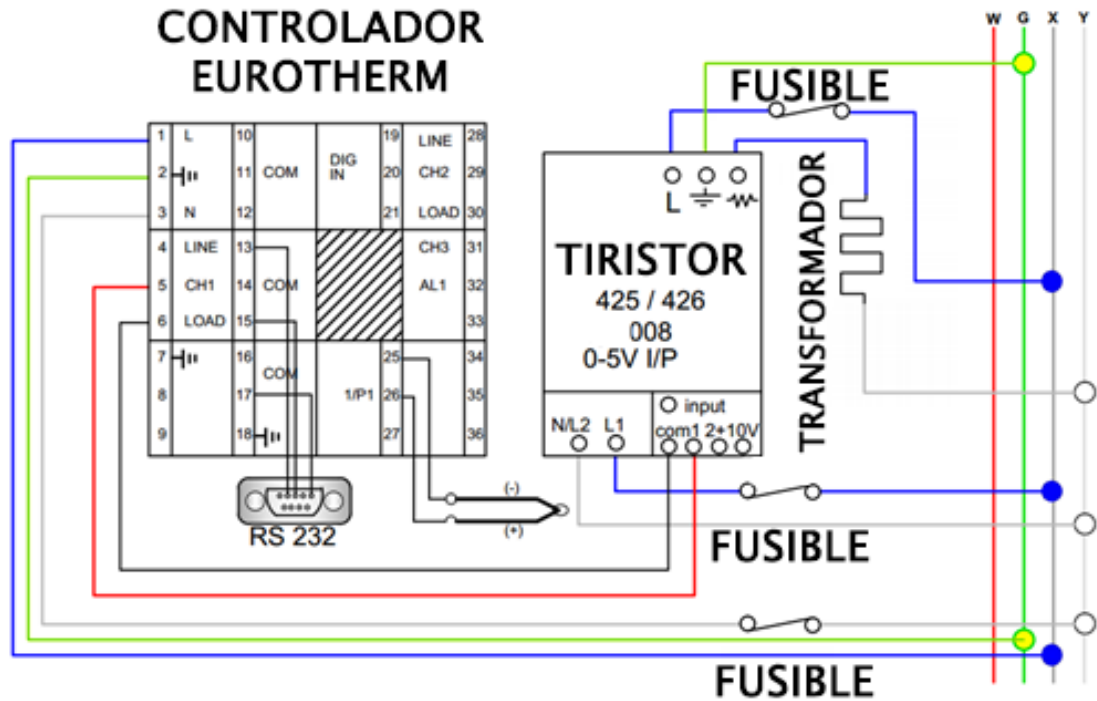 CONTROLADOR
EUROTHERM
W G X Y
FUSIBLE
1 L 10 19 LINE 28
2 11 COM DIG IN 20 CH2 29
3 N 12 21 LOAD 30
4 LINE 13 CH3 31
5 CH1 14 COM AL1 32
6 LOAD 15 33
7 16 COM 25 34
8 17 1/P1 26 35
9 18 27 36
RS 232
(-)
(+)
L
TIRISTOR
425 / 426
008
0-5V I/P
input
N/L2 L1 com1 2+10V
TRANSFORMADOR
FUSIBLE
FUSIBLE